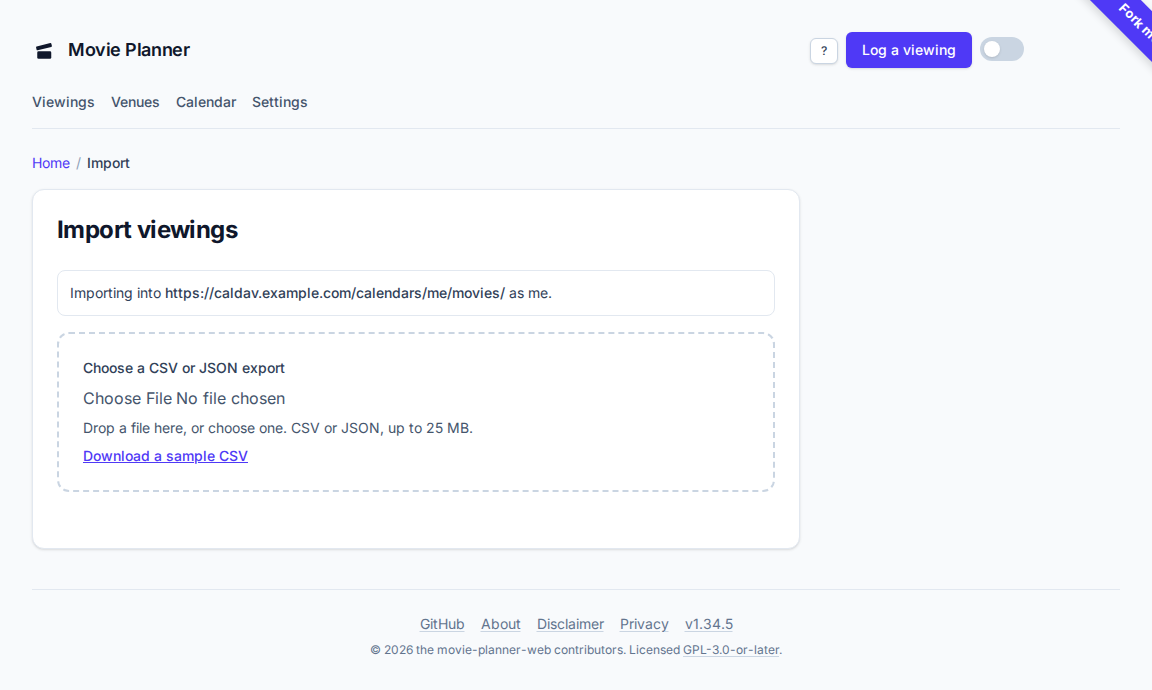 Movie Planner
?
Log a viewing
Fork m
Viewings Venues Calendar Settings
Home / Import
Import viewings
Importing into https://caldav.example.com/calendars/me/movies/ as me.
Choose a CSV or JSON export
Choose File No file chosen
Drop a file here, or choose one. CSV or JSON, up to 25 MB.
Download a sample CSV
GitHub About Disclaimer Privacy v1.34.5
© 2026 the movie-planner-web contributors. Licensed GPL-3.0-or-later.